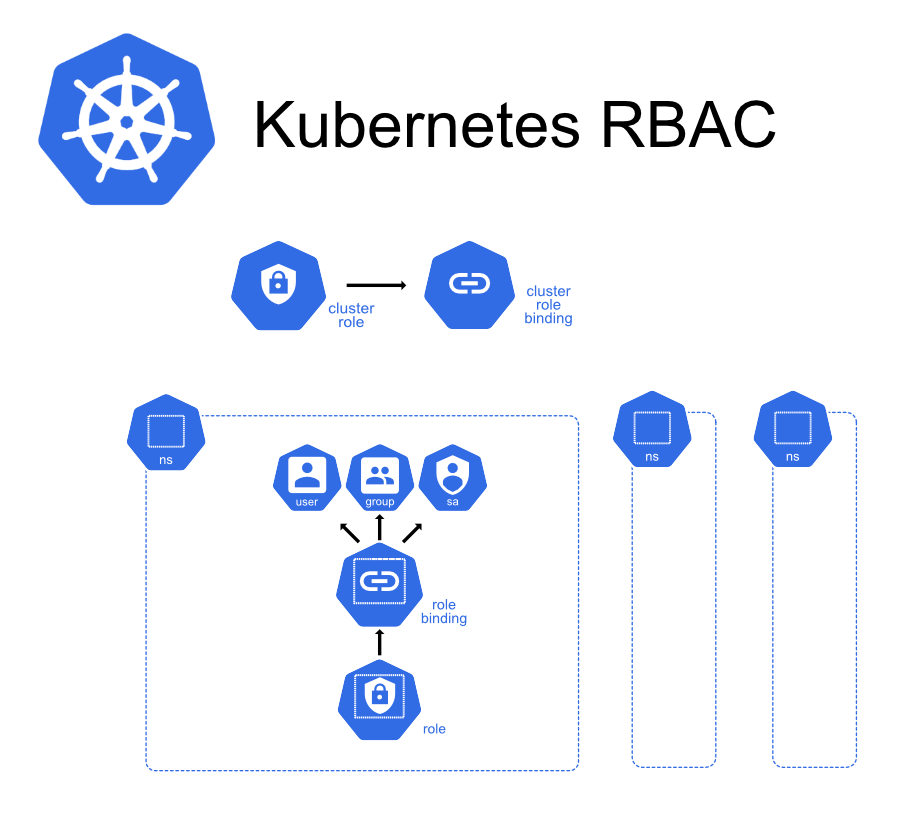 Kubernetes RBAC
cluster
role
cluster
role
binding
ns
ns
ns
user
group
sa
role
binding
role